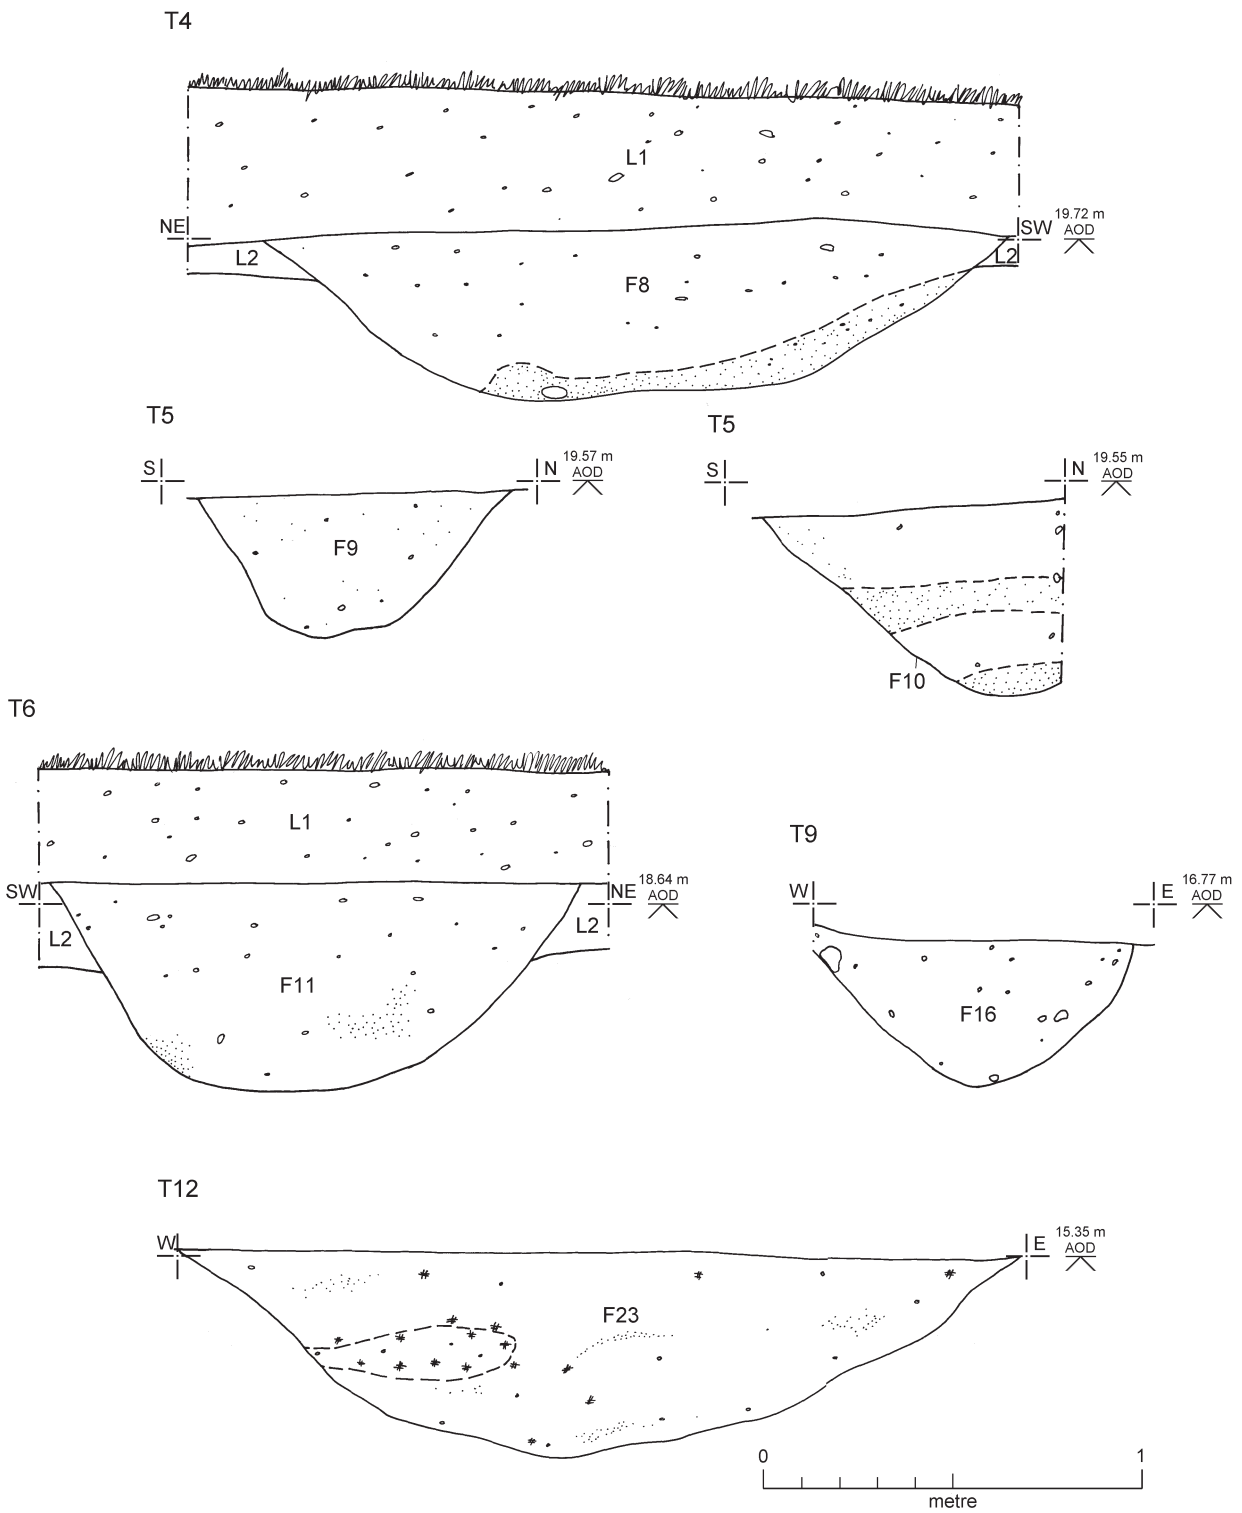 T4
L1
NE
SW
19.72 m
AOD
L2
L2
F8
T5
T5
S
N
19.57 m
AOD
S
N
19.55 m
AOD
F9
F10
T6
L1
T9
SW
NE
18.64 m
AOD
W
E
16.77 m
AOD
L2
L2
F11
F16
T12
W
E
15.35 m
AOD
F23
0
1
metre